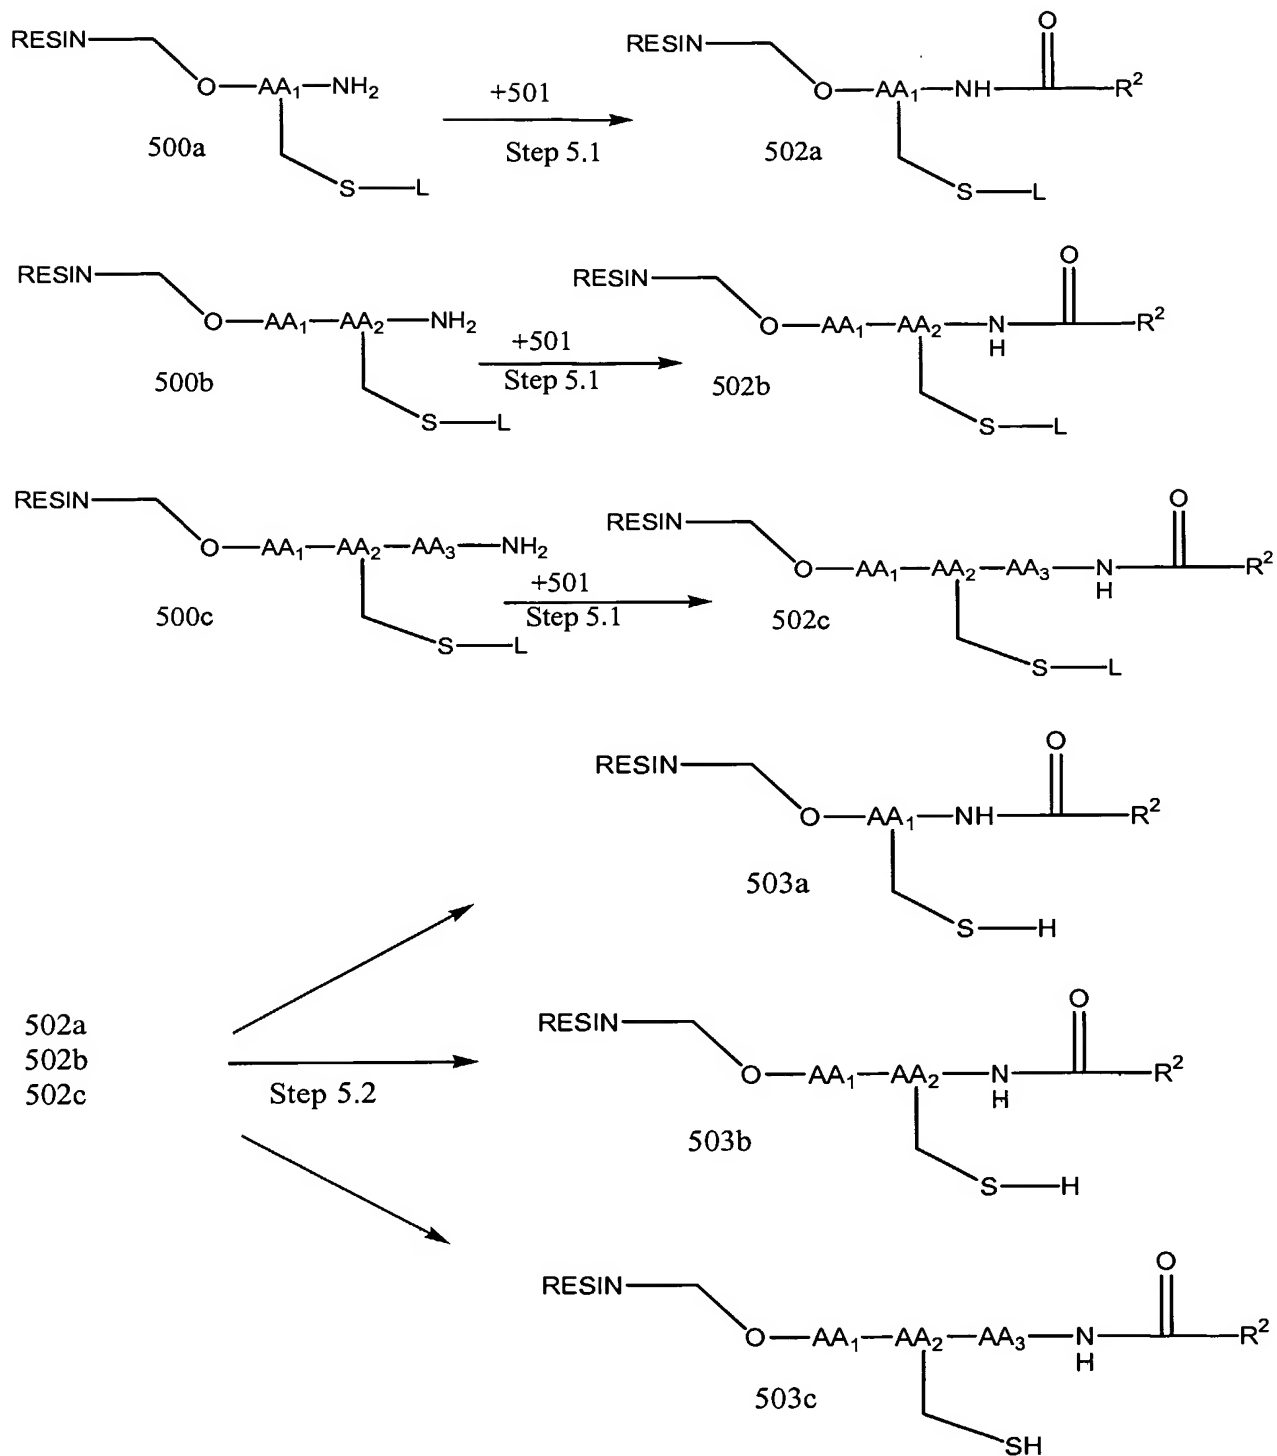 RESIN
O—AA₁—NH₂
S—L
500a
+501
Step 5.1
RESIN
O
O—AA₁—NH—R²
S—L
502a
RESIN
O—AA₁—AA₂—NH₂
S—L
500b
+501
Step 5.1
RESIN
O
O—AA₁—AA₂—N—R²
H
S—L
502b
RESIN
O—AA₁—AA₂—AA₃—NH₂
S—L
500c
+501
Step 5.1
RESIN
O
O—AA₁—AA₂—AA₃—N—R²
H
S—L
502c
RESIN
O
O—AA₁—NH—R²
503a
S—H
502a
502b
502c
Step 5.2
RESIN
O
O—AA₁—AA₂—N—R²
H
503b
S—H
RESIN
O
O—AA₁—AA₂—AA₃—N—R²
H
503c
SH